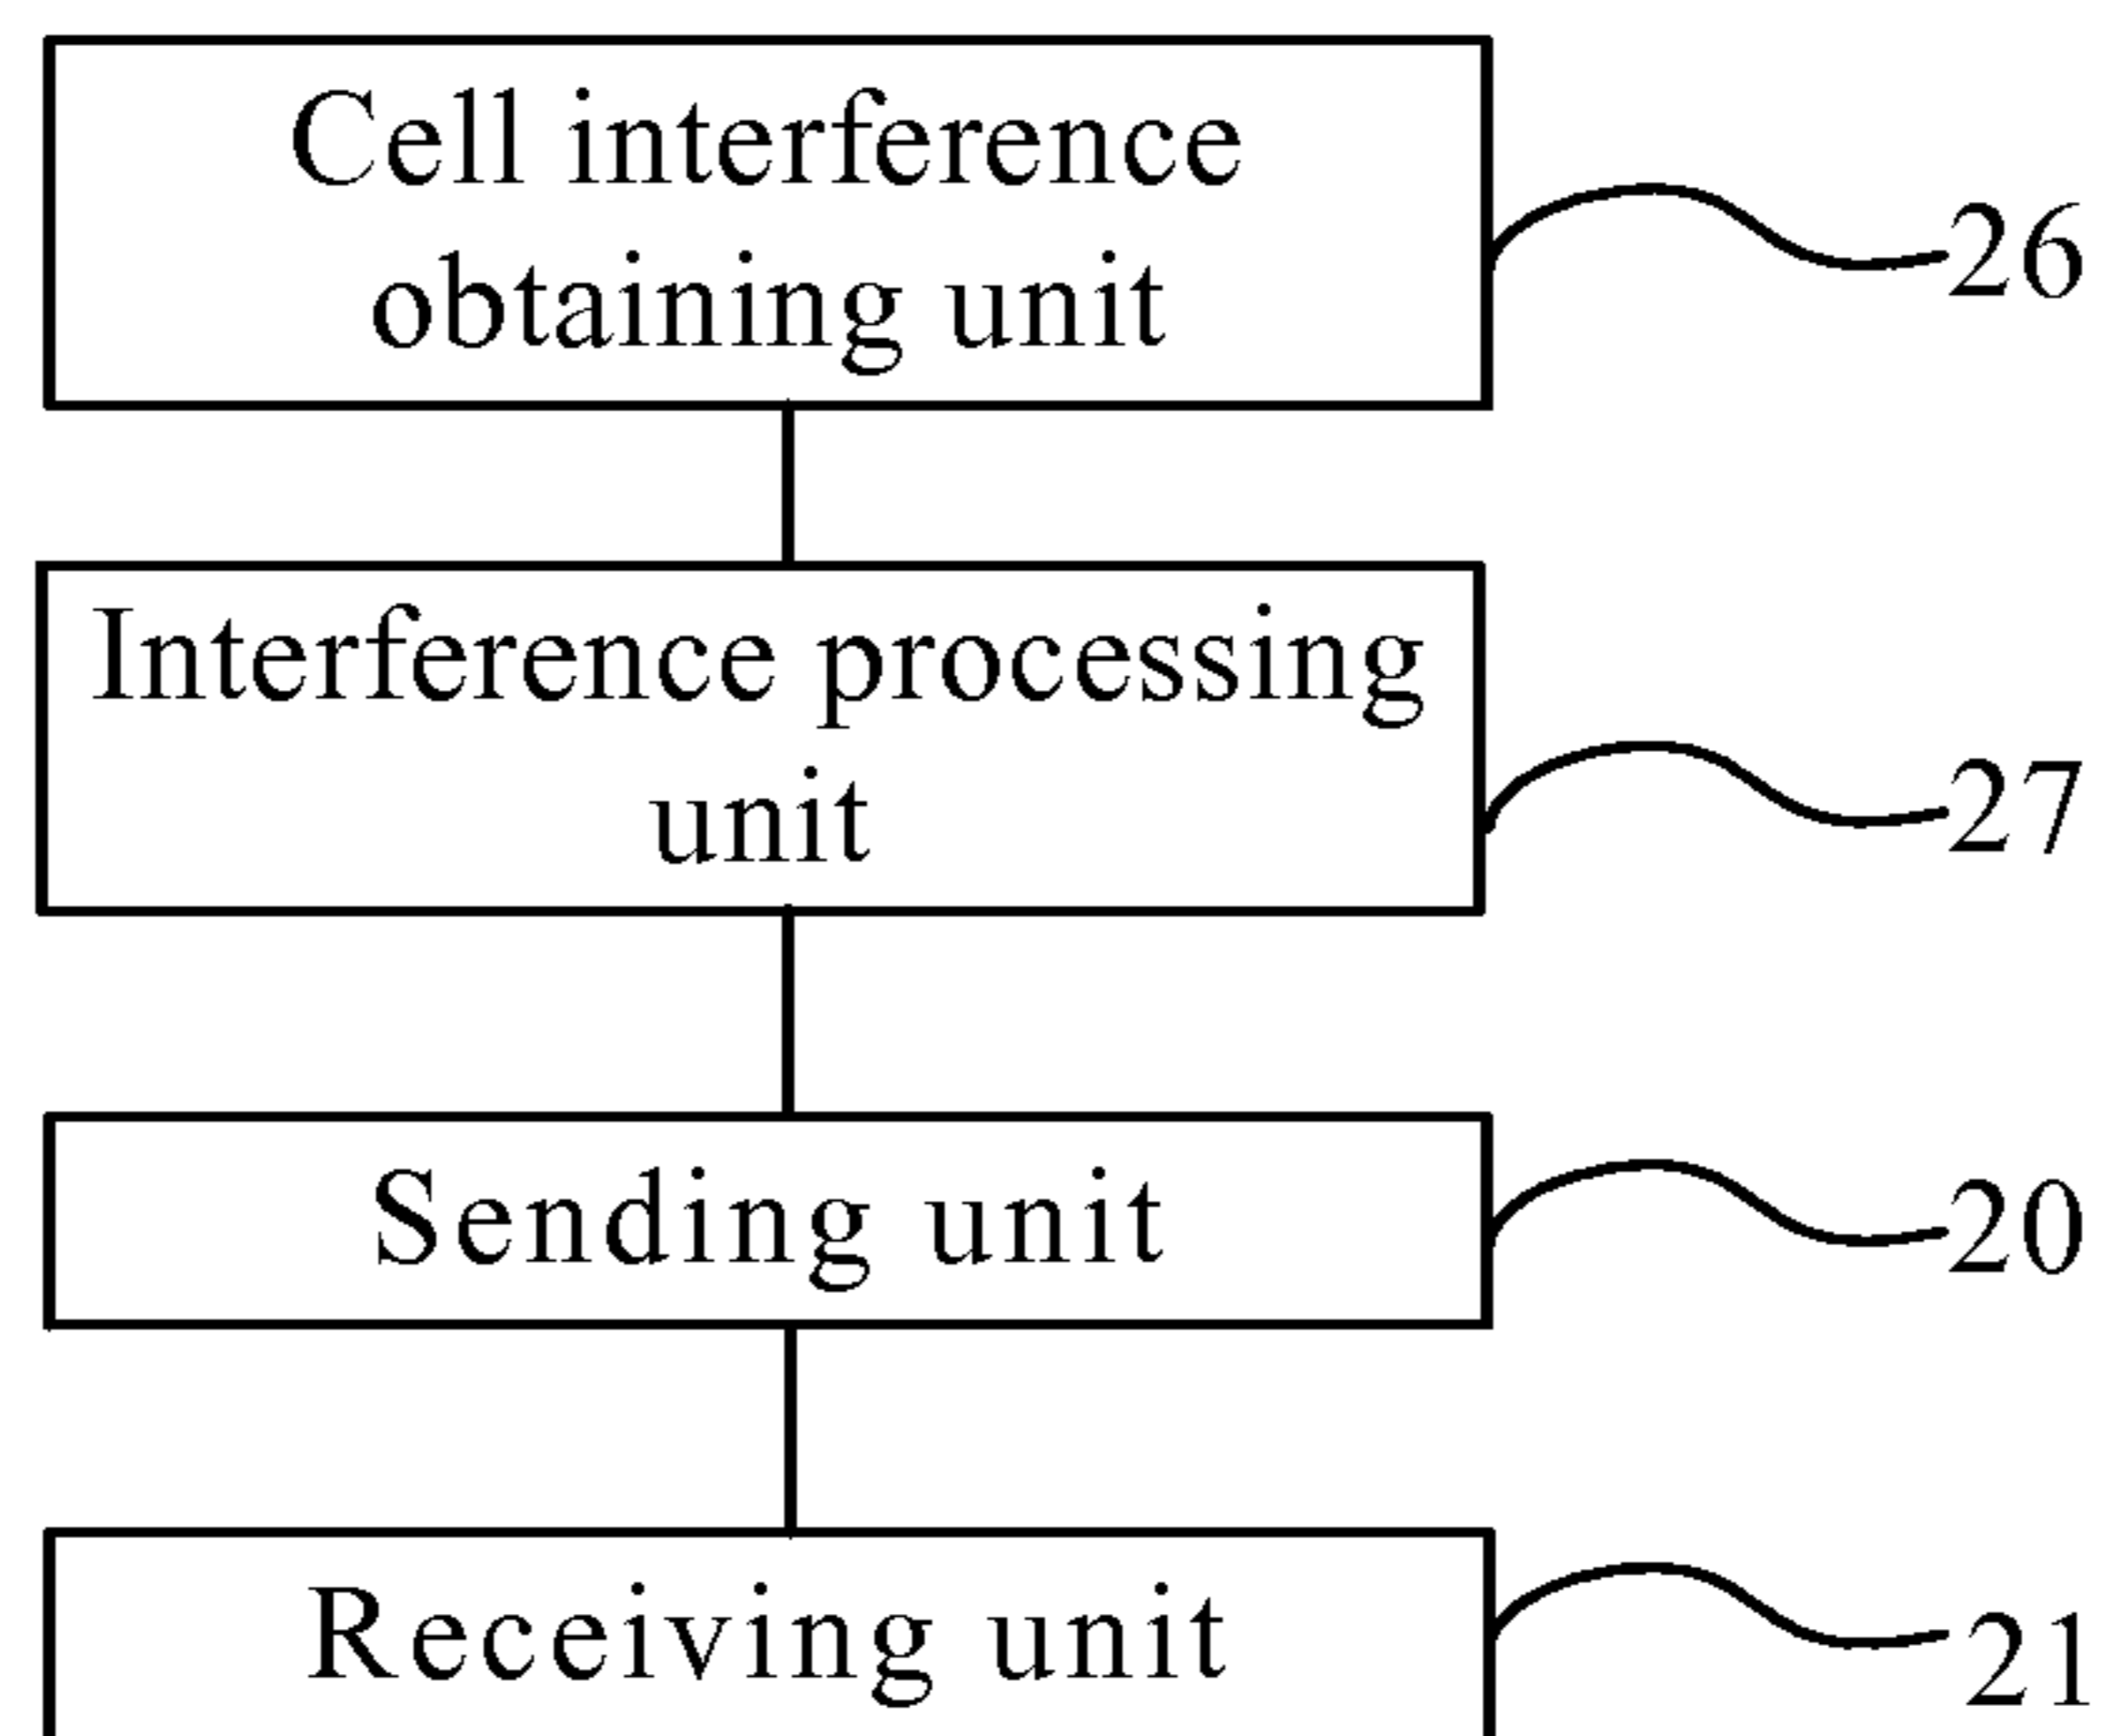 Cell interference
obtaining unit
26
Interference processing
unit
27
Sending unit
20
Receiving unit
21